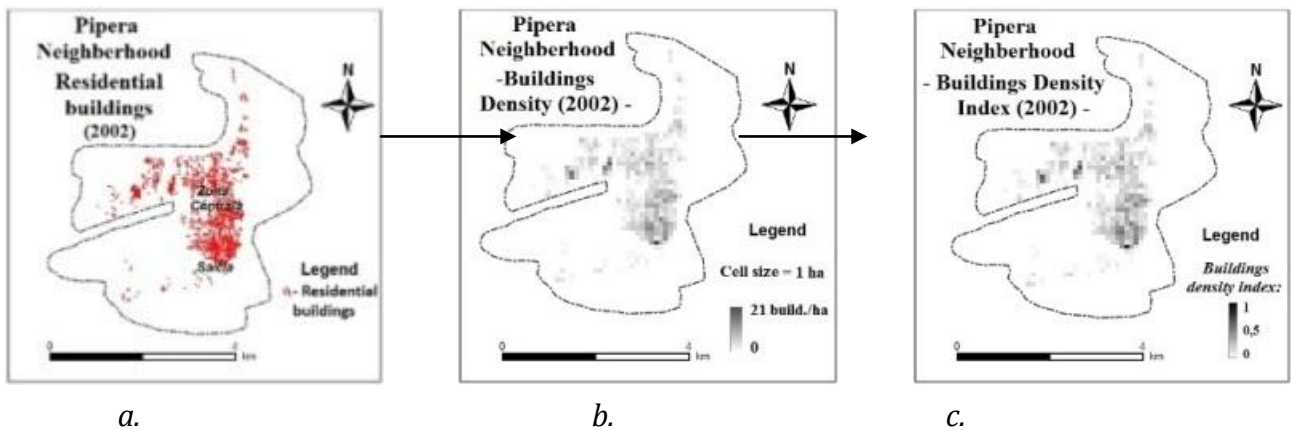 Pipera
Neighborhood
Residential
buildings
(2002)
N
Zona
Centrala
Salcia
Legend
- Residential
buildings
0 4
km
a.
Pipera
Neighborhood
-Buildings
Density (2002) -
N
Legend
Cell size = 1 ha
21 build./ha
0
0 4
km
b.
Pipera
Neighborhood
- Buildings Density
Index (2002) -
N
Legend
Buildings
density index:
1
0,5
0
0 4
km
c.